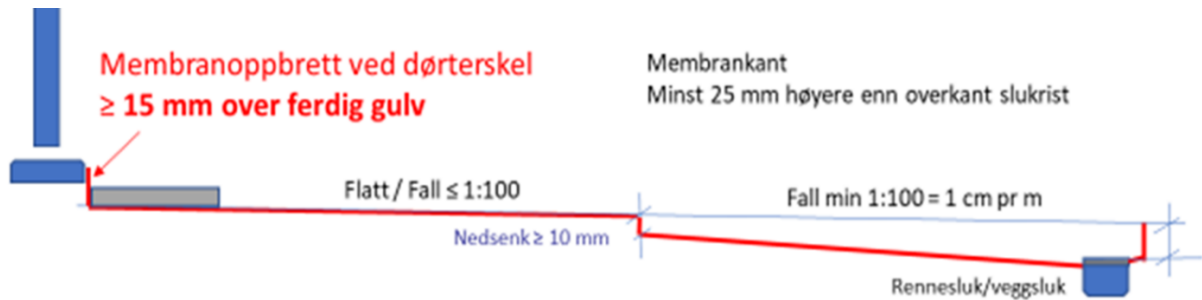 Membranoppbrett ved dørterskel
≥ 15 mm over ferdig gulv
Membrankant
Minst 25 mm høyere enn overkant slukrist
Flatt / Fall ≤ 1:100
Fall min 1:100 = 1 cm pr m
Nedsenk ≥ 10 mm
Rennesluk/veggsluk